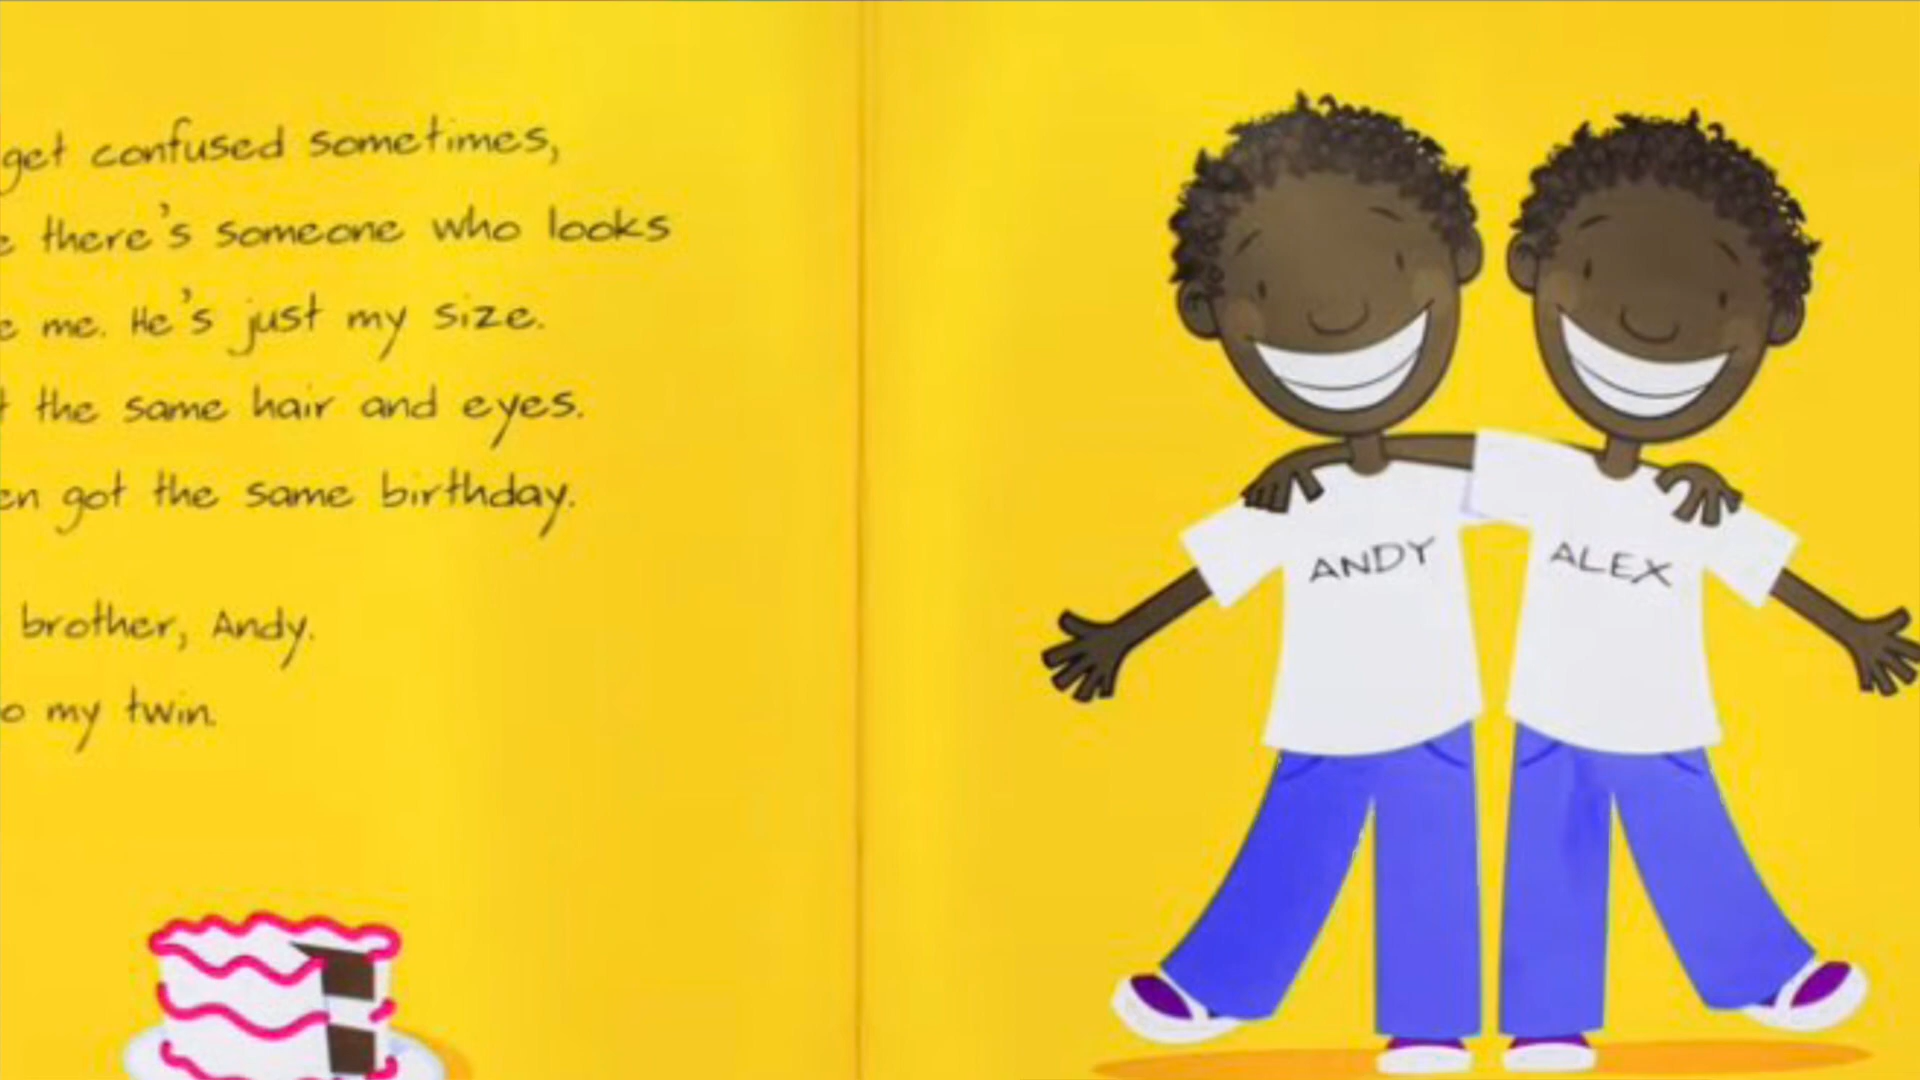 get confused sometimes,
there's someone who looks
me. He's just my size.
the same hair and eyes.
got the same birthday.
brother, Andy.
my twin.
ANDY
ALEX